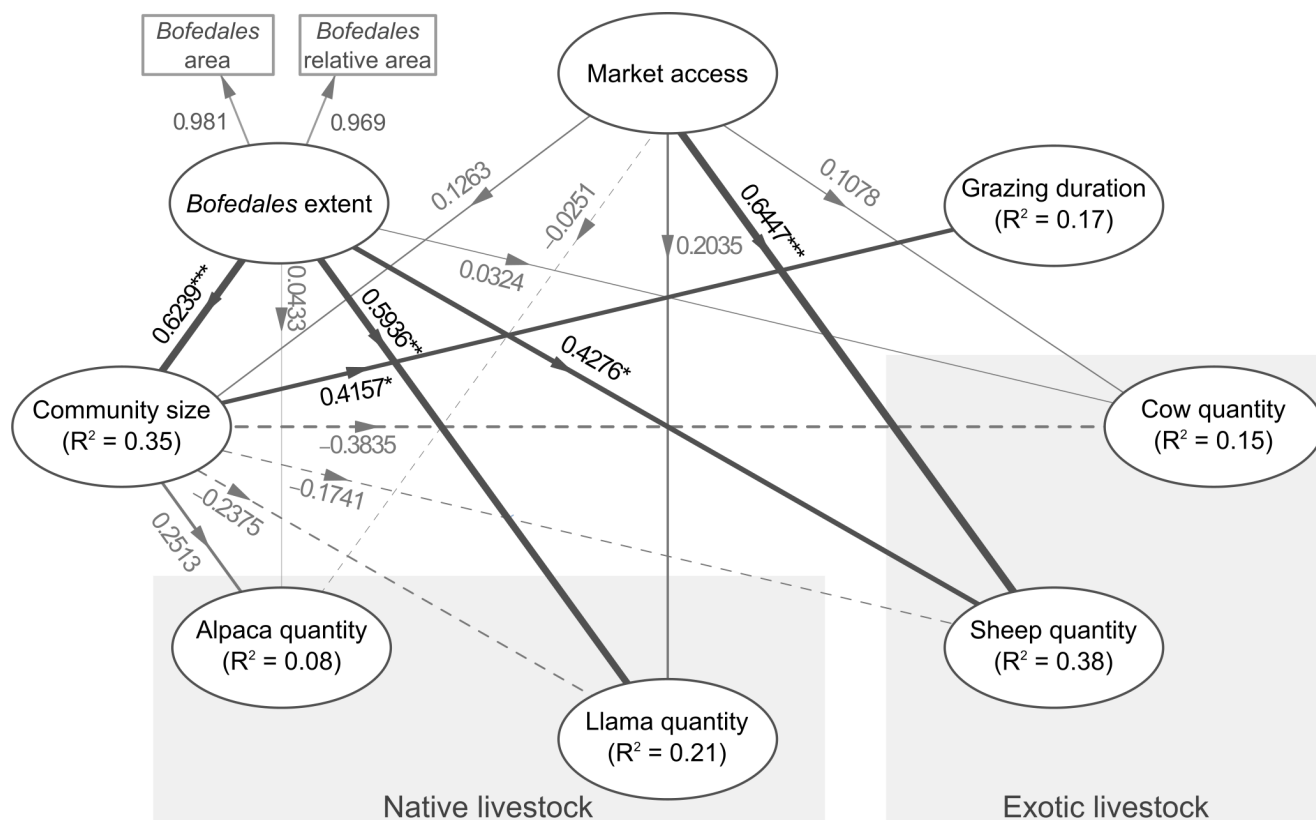 Bofedales
area
Bofedales
relative area
Market access
0.981
0.969
Bofedales extent
0.1263
−0.0251
0.1078
Grazing duration
(R² = 0.17)
0.6447***
0.2035
0.0324
0.6239***
0.0433
0.5936**
0.4276*
0.4157*
Community size
(R² = 0.35)
−0.3835
Cow quantity
(R² = 0.15)
−0.1741
−0.2375
0.2513
Alpaca quantity
(R² = 0.08)
Sheep quantity
(R² = 0.38)
Llama quantity
(R² = 0.21)
Native livestock
Exotic livestock